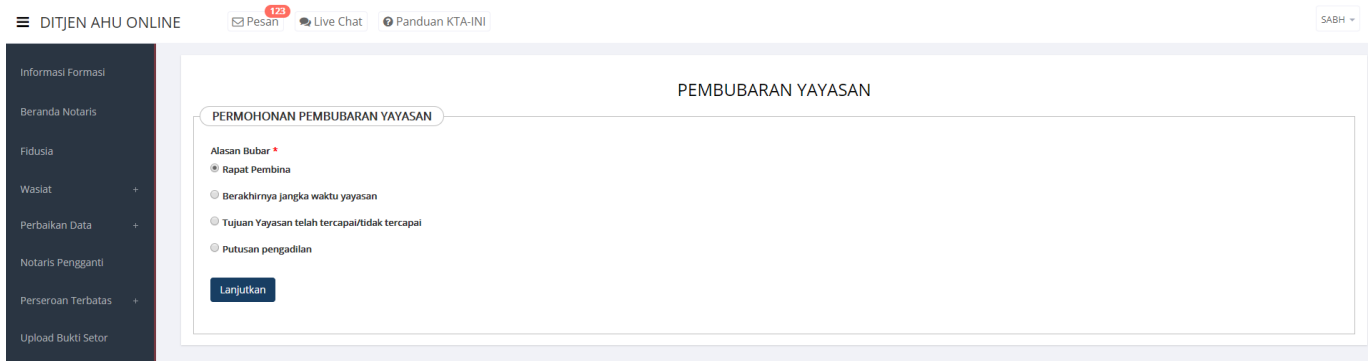 DITJEN AHU ONLINE
Pesan 123
Live Chat
Panduan KTA-INI
SABH
Informasi Formasi
Beranda Notaris
Fidusia
Wasiat +
Perbaikan Data +
Notaris Pengganti
Perseroan Terbatas +
Upload Bukti Setor
PEMBUBARAN YAYASAN
PERMOHONAN PEMBUBARAN YAYASAN
Alasan Bubar *
Rapat Pembina
Berakhirnya jangka waktu yayasan
Tujuan Yayasan telah tercapai/tidak tercapai
Putusan pengadilan
Lanjutkan